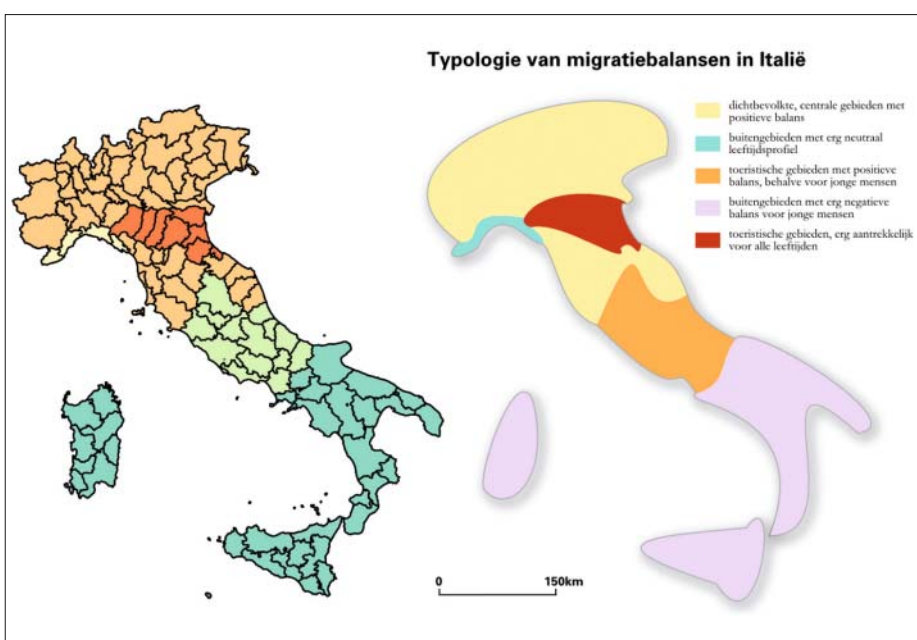 Typologie van migratiebalansen in Italië
dichtbevolkte, centrale gebieden met
positieve balans
buitengebieden met erg neutraal
leeftijdsprofiel
toeristische gebieden met positieve
balans, behalve voor jonge mensen
buitengebieden met erg negatieve
balans voor jonge mensen
toeristische gebieden, erg aantrekkelijk
voor alle leeftijden
0 150km